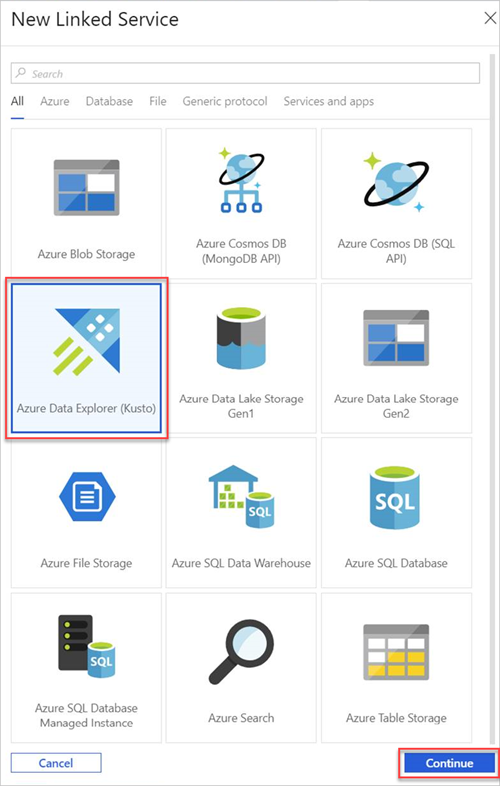 New Linked Service
Search
All Azure Database File Generic protocol Services and apps
Azure Blob Storage
Azure Cosmos DB
(MongoDB API)
Azure Cosmos DB (SQL
API)
Azure Data Explorer (Kusto)
Azure Data Lake Storage
Gen1
Azure Data Lake Storage
Gen2
Azure File Storage
SQL
Azure SQL Data Warehouse
SQL
Azure SQL Database
SQL
Azure SQL Database
Managed Instance
Azure Search
Azure Table Storage
Cancel
Continue